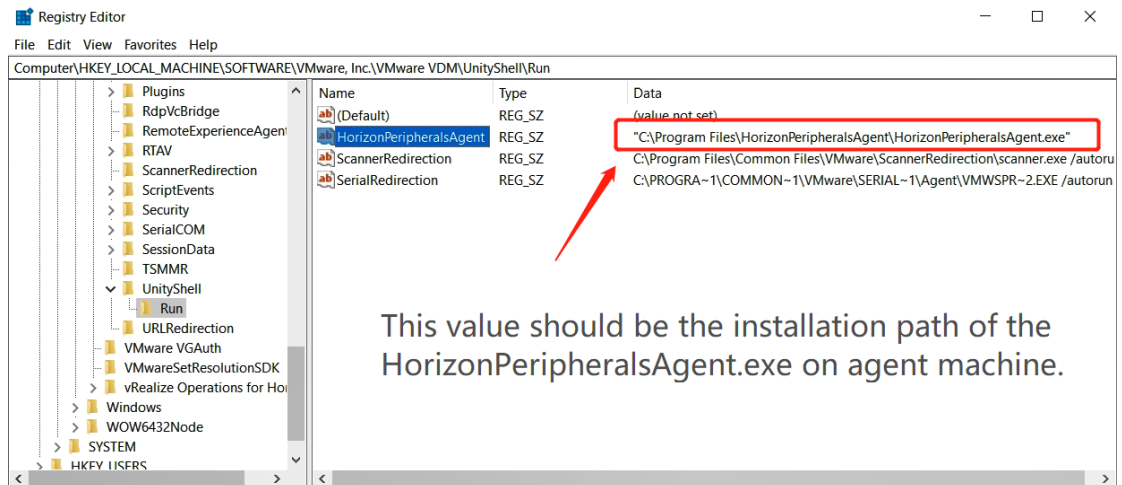 Registry Editor
File Edit View Favorites Help
Computer\HKEY_LOCAL_MACHINE\SOFTWARE\VMware, Inc.\VMware VDM\UnityShell\Run
Plugins
RdpVcBridge
RemoteExperienceAgent
RTAV
ScannerRedirection
ScriptEvents
Security
SerialCOM
SessionData
TSMMR
UnityShell
Run
URLRedirection
VMware VGAuth
VMwareSetResolutionSDK
vRealize Operations for Hor
Windows
WOW6432Node
SYSTEM
HKEY_USERS
Name Type Data
(Default) REG_SZ (value not set)
HorizonPeripheralsAgent REG_SZ "C:\Program Files\HorizonPeripheralsAgent\HorizonPeripheralsAgent.exe"
ScannerRedirection REG_SZ C:\Program Files\Common Files\VMware\ScannerRedirection\scanner.exe /autoru
SerialRedirection REG_SZ C:\PROGRA~1\COMMON~1\VMware\SERIAL~1\Agent\VMWSPR~2.EXE /autorun
This value should be the installation path of the
HorizonPeripheralsAgent.exe on agent machine.